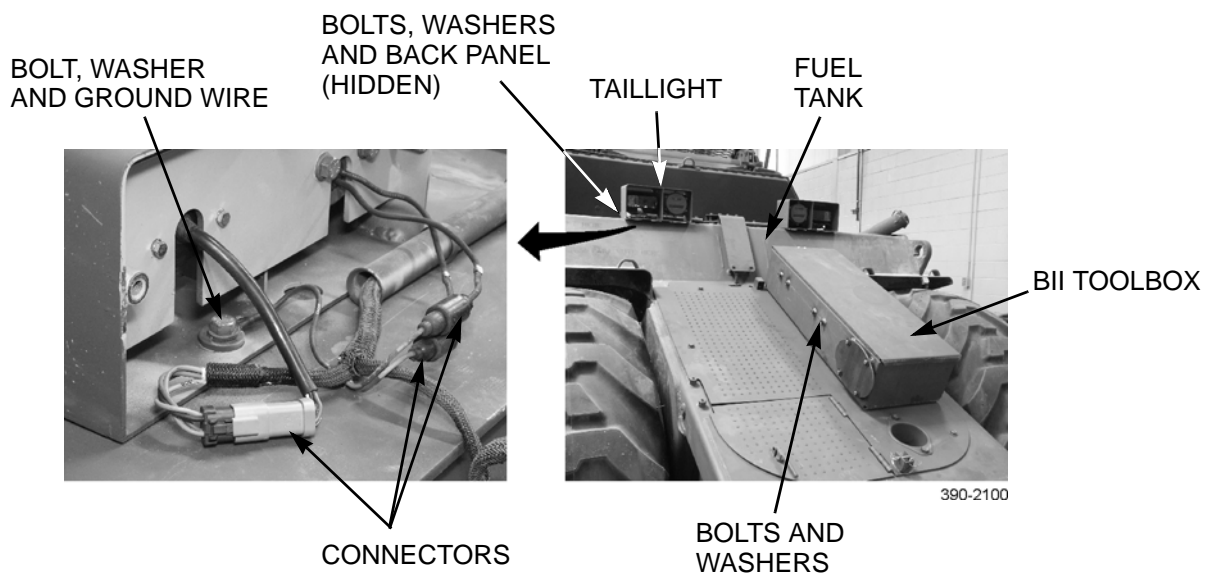 BOLT, WASHER
AND GROUND WIRE
BOLTS, WASHERS
AND BACK PANEL
(HIDDEN)
TAILLIGHT
FUEL
TANK
BII TOOLBOX
390-2100
CONNECTORS
BOLTS AND
WASHERS